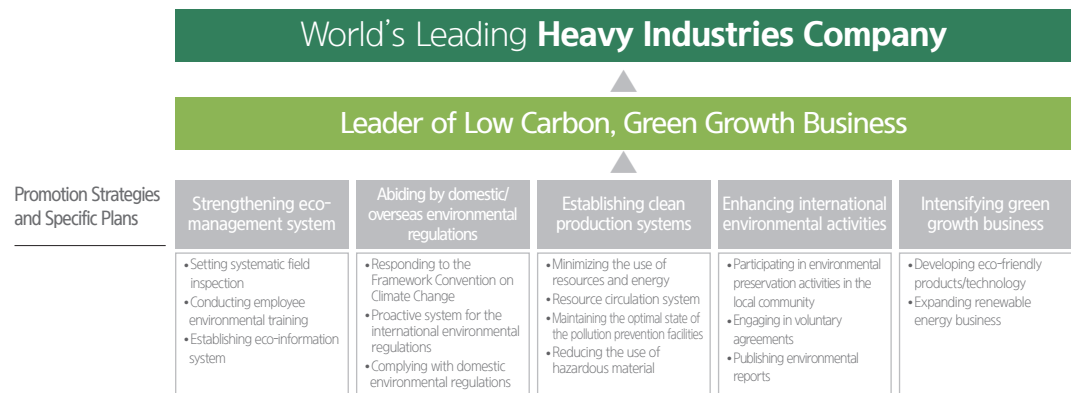 World's Leading Heavy Industries Company
Leader of Low Carbon, Green Growth Business
Promotion Strategies
and Specific Plans
Strengthening eco-
management system
Abiding by domestic/
overseas environmental
regulations
Establishing clean
production systems
Enhancing international
environmental activities
Intensifying green
growth business
• Setting systematic field
inspection
• Conducting employee
environmental training
• Establishing eco-information
system
• Responding to the
Framework Convention on
Climate Change
• Proactive system for the
international environmental
regulations
• Complying with domestic
environmental regulations
• Minimizing the use of
resources and energy
• Resource circulation system
• Maintaining the optimal state
of the pollution prevention facilities
• Reducing the use of
hazardous material
• Participating in environmental
preservation activities in the
local community
• Engaging in voluntary
agreements
• Publishing environmental
reports
• Developing eco-friendly
products/technology
• Expanding renewable
energy business